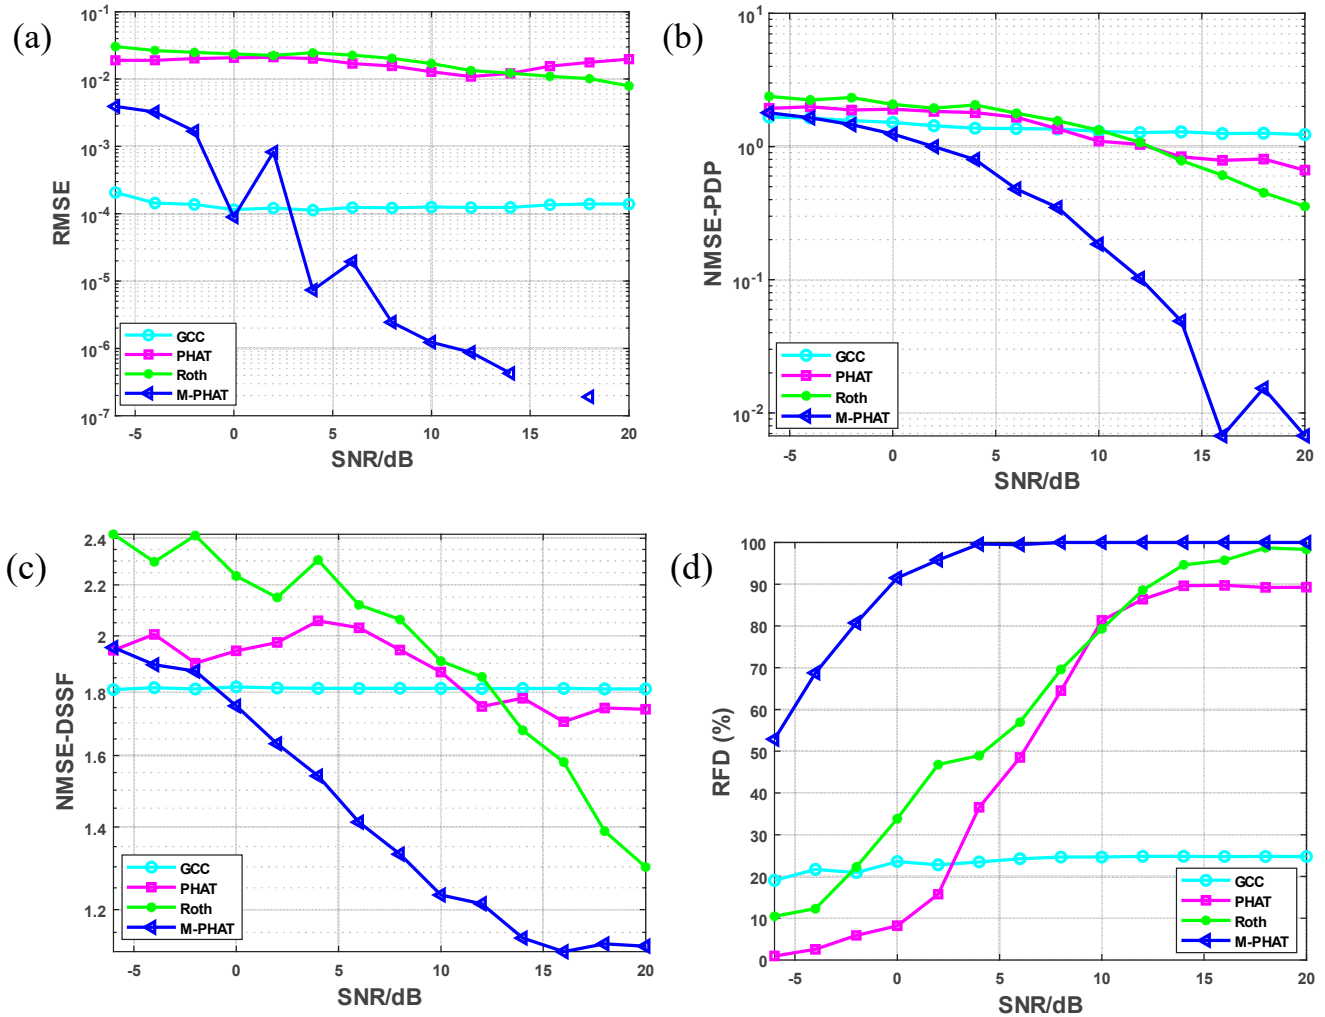 (a)
RMSE
10-1
10-2
10-3
10-4
10-5
10-6
10-7
-5
0
5
10
15
20
SNR/dB
GCC
PHAT
Roth
M-PHAT
(b)
NMSE-PDP
101
100
10-1
10-2
-5
0
5
10
15
20
SNR/dB
GCC
PHAT
Roth
M-PHAT
(c)
NMSE-DSSF
2.4
2.2
2
1.8
1.6
1.4
1.2
-5
0
5
10
15
20
SNR/dB
GCC
PHAT
Roth
M-PHAT
(d)
RFD (%)
100
90
80
70
60
50
40
30
20
10
0
-5
0
5
10
15
20
SNR/dB
GCC
PHAT
Roth
M-PHAT